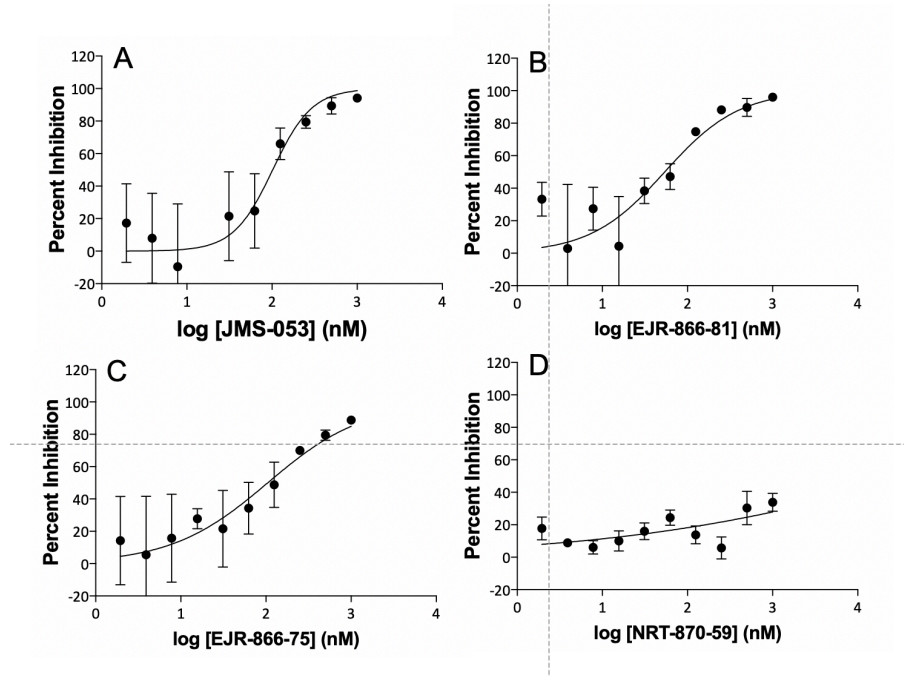 A
120
100
80
60
40
20
0
-20
Percent Inhibition
0 1 2 3 4
log [JMS-053] (nM)
B
120
100
80
60
40
20
0
-20
Percent Inhibition
0 1 2 3 4
log [EJR-866-81] (nM)
C
120
100
80
60
40
20
0
-20
Percent Inhibition
0 1 2 3 4
log [EJR-866-75] (nM)
D
120
100
80
60
40
20
0
-20
Percent Inhibition
0 1 2 3 4
log [NRT-870-59] (nM)